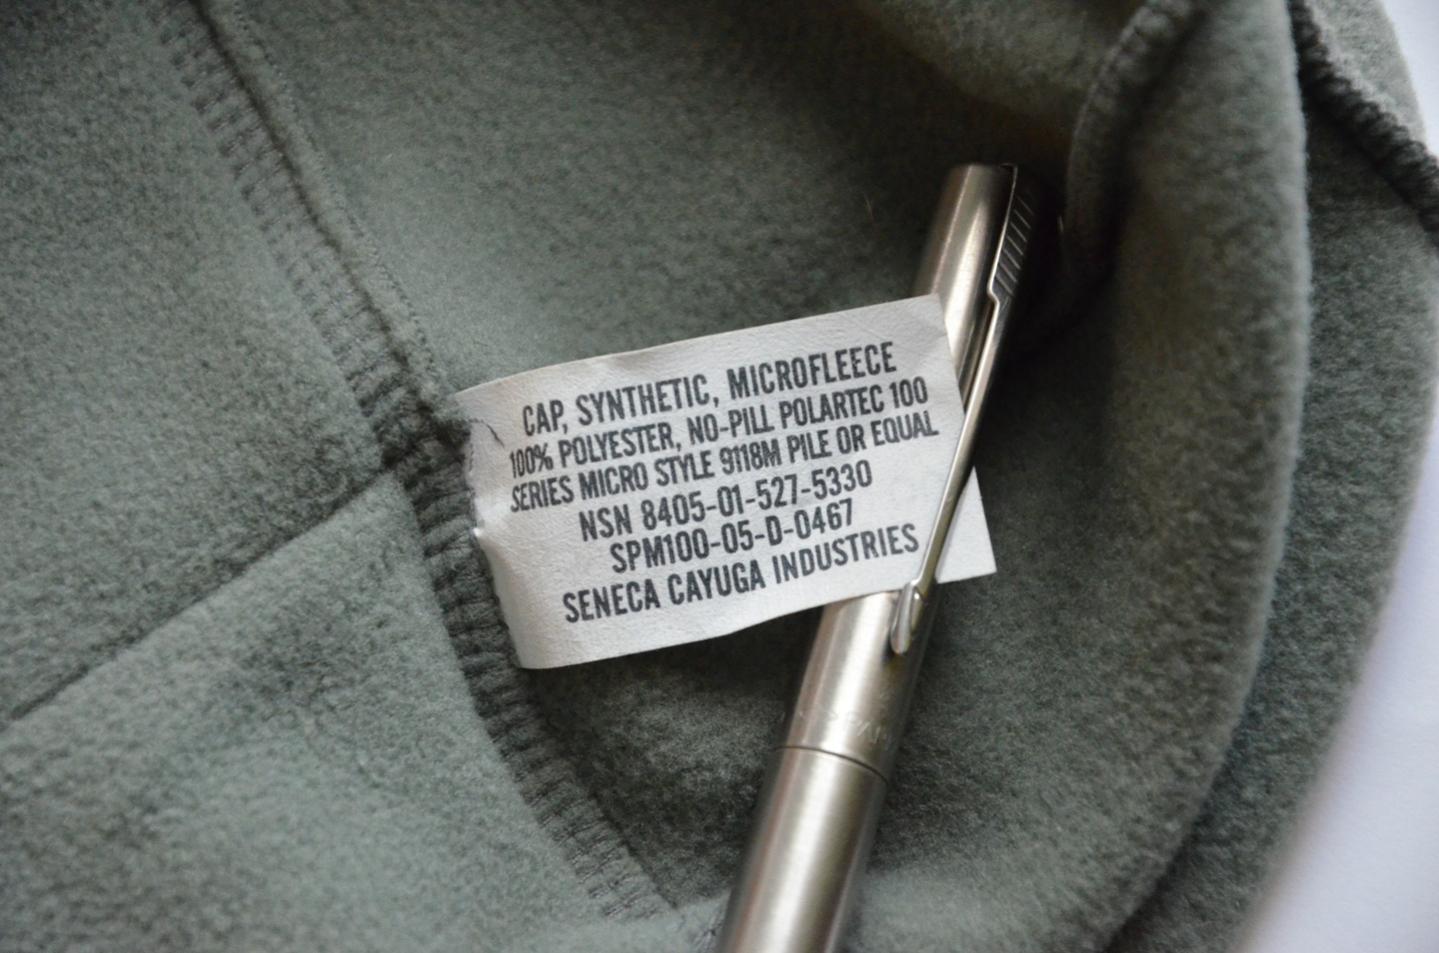 CAP, SYNTHETIC, MICROFLEECE
100% POLYESTER, NO-PILL POLARTEC 100
SERIES MICRO STYLE 9118M PILE OR EQUAL
NSN 8405-01-527-5330
SPM100-05-D-0467
SENECA CAYUGA INDUSTRIES